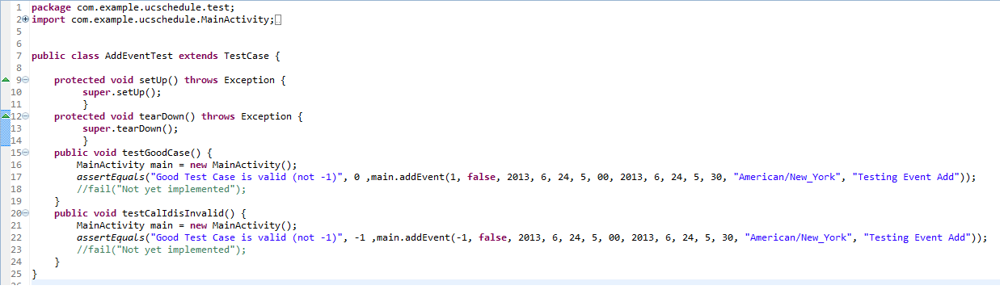 1 package com.example.ucschedule.test;
2 import com.example.ucschedule.MainActivity;
5
6
7 public class AddEventTest extends TestCase {
8
9 protected void setUp() throws Exception {
10 super.setUp();
11 }
12 protected void tearDown() throws Exception {
13 super.tearDown();
14 }
15 public void testGoodCase() {
16 MainActivity main = new MainActivity();
17 assertEquals("Good Test Case is valid (not -1)", 0 ,main.addEvent(1, false, 2013, 6, 24, 5, 00, 2013, 6, 24, 5, 30, "American/New_York", "Testing Event Add"));
18 //fail("Not yet implemented");
19 }
20 public void testCalIdisInvalid() {
21 MainActivity main = new MainActivity();
22 assertEquals("Good Test Case is valid (not -1)", -1 ,main.addEvent(-1, false, 2013, 6, 24, 5, 00, 2013, 6, 24, 5, 30, "American/New_York", "Testing Event Add"));
23 //fail("Not yet implemented");
24 }
25 }